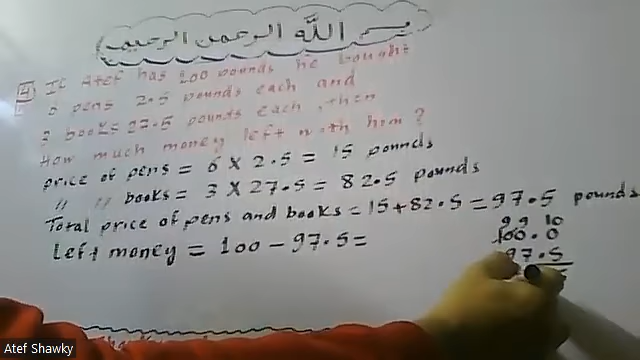 بسم الله الرحمن الرحيم
4 If Atef has 100 pounds he bought
6 pens 2.5 pounds each and
3 books 27.5 pounds each, then
How much money left with him?
price of pens = 6 × 2.5 = 15 pounds
" " books = 3 × 27.5 = 82.5 pounds
Total price of pens and books = 15 + 82.5 = 97.5 pounds
Left money = 100 - 97.5 =
9 9 10
100.0
97.5
Atef Shawky